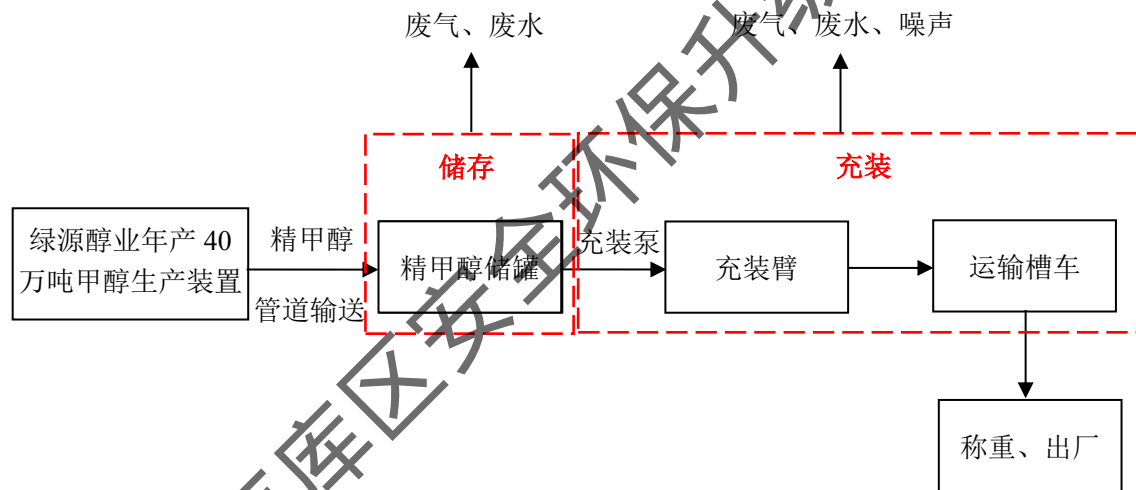 废气、废水
废气、废水、噪声
储存
充装
绿源醇业年产 40
万吨甲醇生产装置
精甲醇
管道输送
精甲醇储罐
充装泵
充装臂
运输槽车
称重、出厂
库区安全环保升级